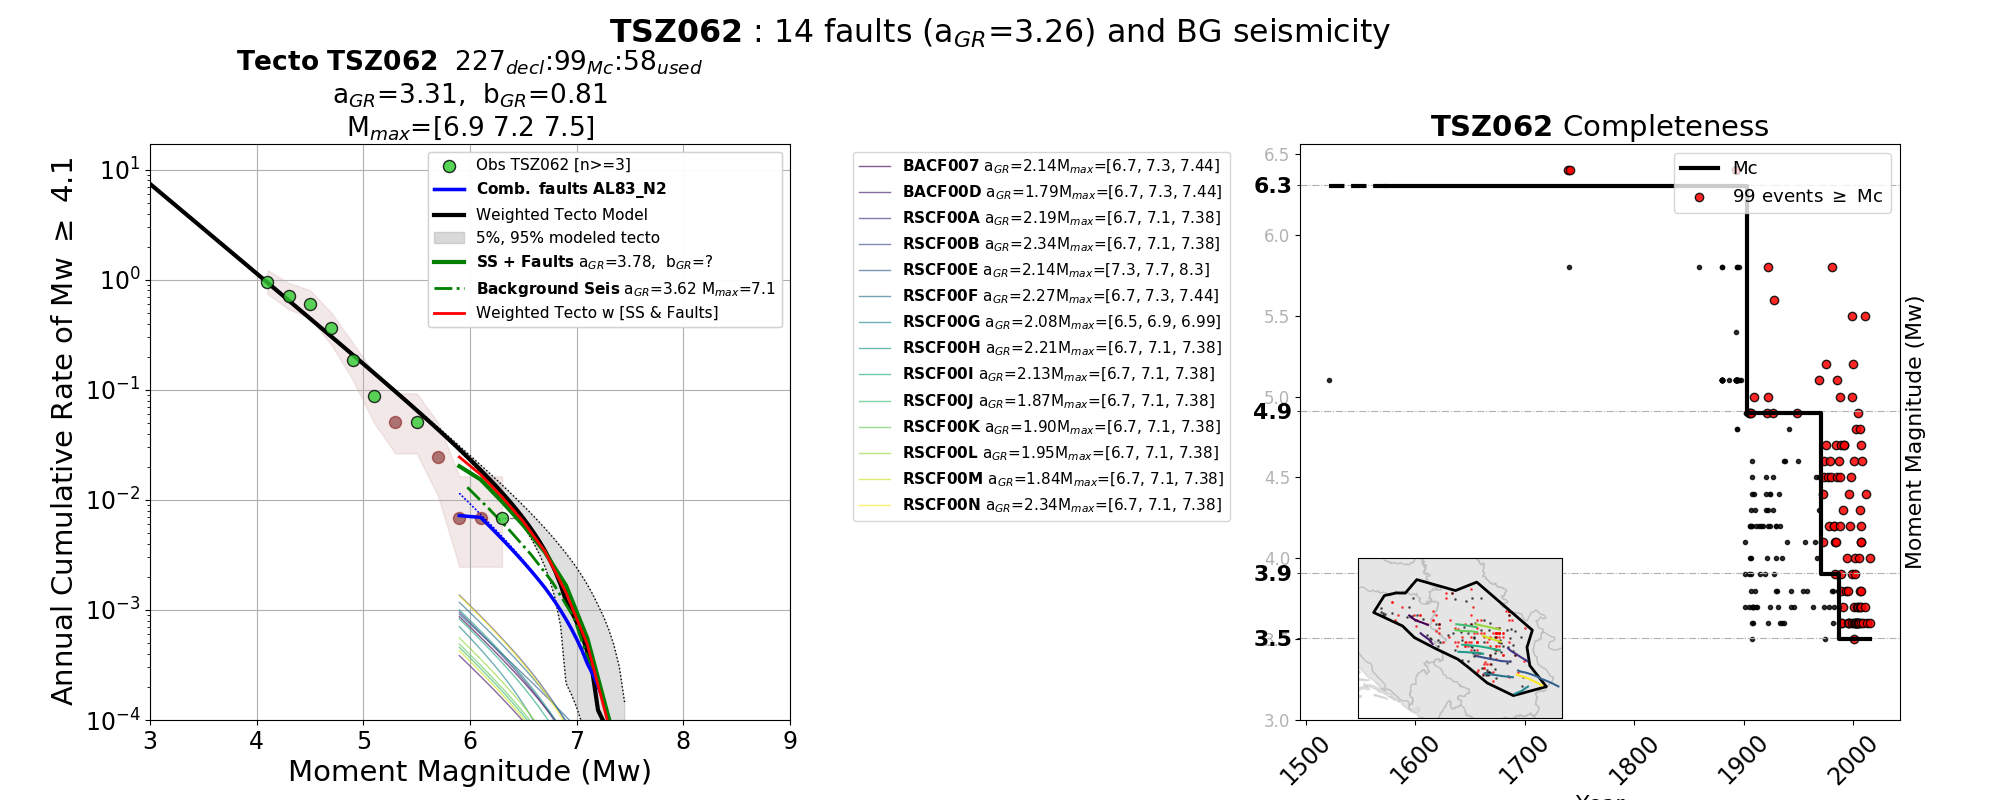 TSZ062 : 14 faults (aGR=3.26) and BG seismicity
Tecto TSZ062 227decl:99Mc:58used
aGR=3.31, bGR=0.81
Mmax=[6.9 7.2 7.5]
Annual Cumulative Rate of Mw ≥ 4.1
10^1
10^0
10^−1
10^−2
10^−3
10^−4
3 4 5 6 7 8 9
Moment Magnitude (Mw)
Obs TSZ062 [n>=3]
Comb. faults AL83_N2
Weighted Tecto Model
5%, 95% modeled tecto
SS + Faults aGR=3.78, bGR=?
Background Seis aGR=3.62 Mmax=7.1
Weighted Tecto w [SS & Faults]
BACF007 aGR=2.14Mmax=[6.7, 7.3, 7.44]
BACF00D aGR=1.79Mmax=[6.7, 7.3, 7.44]
RSCF00A aGR=2.19Mmax=[6.7, 7.1, 7.38]
RSCF00B aGR=2.34Mmax=[6.7, 7.1, 7.38]
RSCF00E aGR=2.14Mmax=[7.3, 7.7, 8.3]
RSCF00F aGR=2.27Mmax=[6.7, 7.3, 7.44]
RSCF00G aGR=2.08Mmax=[6.5, 6.9, 6.99]
RSCF00H aGR=2.21Mmax=[6.7, 7.1, 7.38]
RSCF00I aGR=2.13Mmax=[6.7, 7.1, 7.38]
RSCF00J aGR=1.87Mmax=[6.7, 7.1, 7.38]
RSCF00K aGR=1.90Mmax=[6.7, 7.1, 7.38]
RSCF00L aGR=1.95Mmax=[6.7, 7.1, 7.38]
RSCF00M aGR=1.84Mmax=[6.7, 7.1, 7.38]
RSCF00N aGR=2.34Mmax=[6.7, 7.1, 7.38]
TSZ062 Completeness
Mc
99 events ≥ Mc
6.5
6.3
6.0
5.5
5.0
4.9
4.5
4.0
3.9
3.5
3.0
1500 1600 1700 1800 1900 2000
Moment Magnitude (Mw)